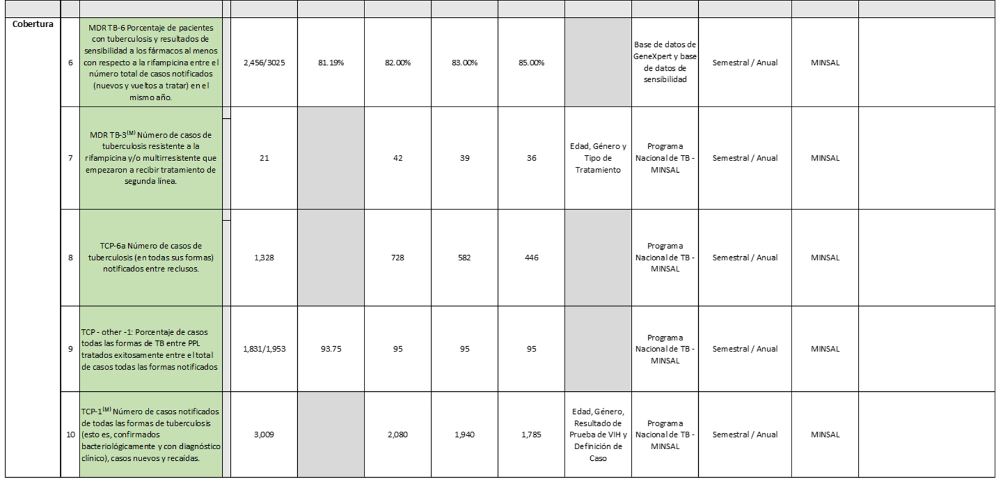 Cobertura
6
MDR TB-6 Porcentaje de pacientes
con tuberculosis y resultados de
sensibilidad a los fármacos al menos
con respecto a la rifampicina entre el
número total de casos notificados
(nuevos y vueltos a tratar) en el
mismo año.
2,456/3025
81.19%
82.00%
83.00%
85.00%
Base de datos de
GeneXpert y base
de datos de
sensibilidad
Semestral / Anual
MINSAL
7
MDR TB-3(M) Número de casos de
tuberculosis resistente a la
rifampicina y/o multirresistente que
empezaron a recibir tratamiento de
segunda línea.
21
42
39
36
Edad, Género y
Tipo de
Tratamiento
Programa
Nacional de TB -
MINSAL
Semestral / Anual
MINSAL
8
TCP-6a Número de casos de
tuberculosis (en todas sus formas)
notificados entre reclusos.
1,328
728
582
446
Programa
Nacional de TB -
MINSAL
Semestral / Anual
MINSAL
9
TCP - other -1: Porcentaje de casos
todas las formas de TB entre PPL
tratados exitosamente entre el total
de casos todas las formas notificados
1,831/1,953
93.75
95
95
95
Programa
Nacional de TB -
MINSAL
Semestral / Anual
MINSAL
10
TCP-1(M) Número de casos notificados
de todas las formas de tuberculosis
(esto es, confirmados
bacteriológicamente y con diagnóstico
clínico), casos nuevos y recaídas.
3,009
2,080
1,940
1,785
Edad, Género,
Resultado de
Prueba de VIH y
Definición de
Caso
Programa
Nacional de TB -
MINSAL
Semestral / Anual
MINSAL